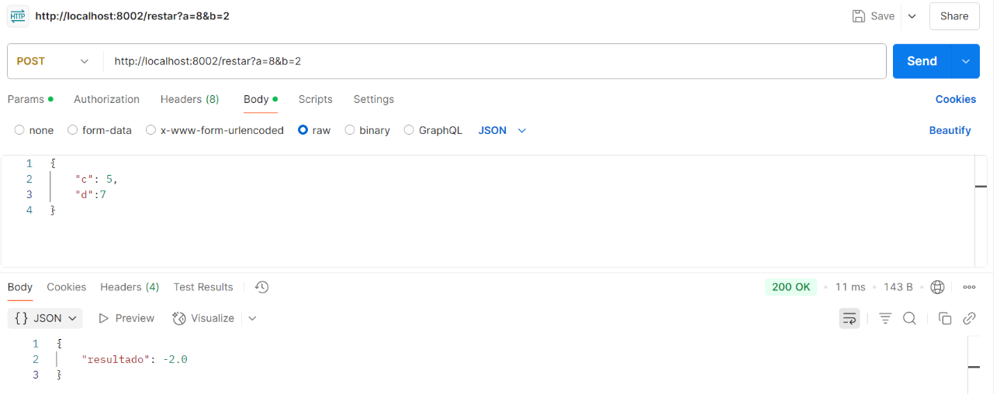 HTTP http://localhost:8002/restar?a=8&b=2 Save Share
POST http://localhost:8002/restar?a=8&b=2 Send
Params Authorization Headers (8) Body Scripts Settings Cookies
none form-data x-www-form-urlencoded raw binary GraphQL JSON Beautify
1 {
2 "c": 5,
3 "d":7
4 }
Body Cookies Headers (4) Test Results 200 OK 11 ms 143 B
{} JSON Preview Visualize
1 {
2 "resultado": -2.0
3 }